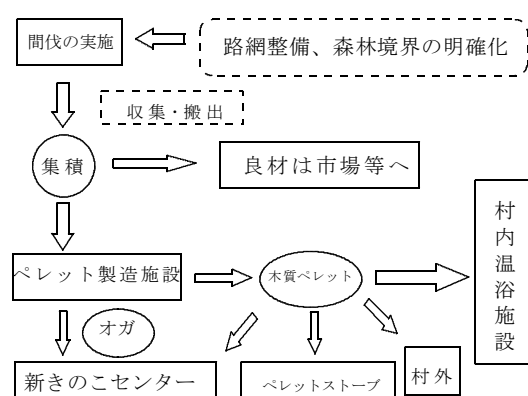 間伐の実施
路網整備、森林境界の明確化
収集・搬出
集積
良材は市場等へ
村内温浴施設
ペレット製造施設
木質ペレット
オガ
新きのこセンター
ペレットストーブ
村外